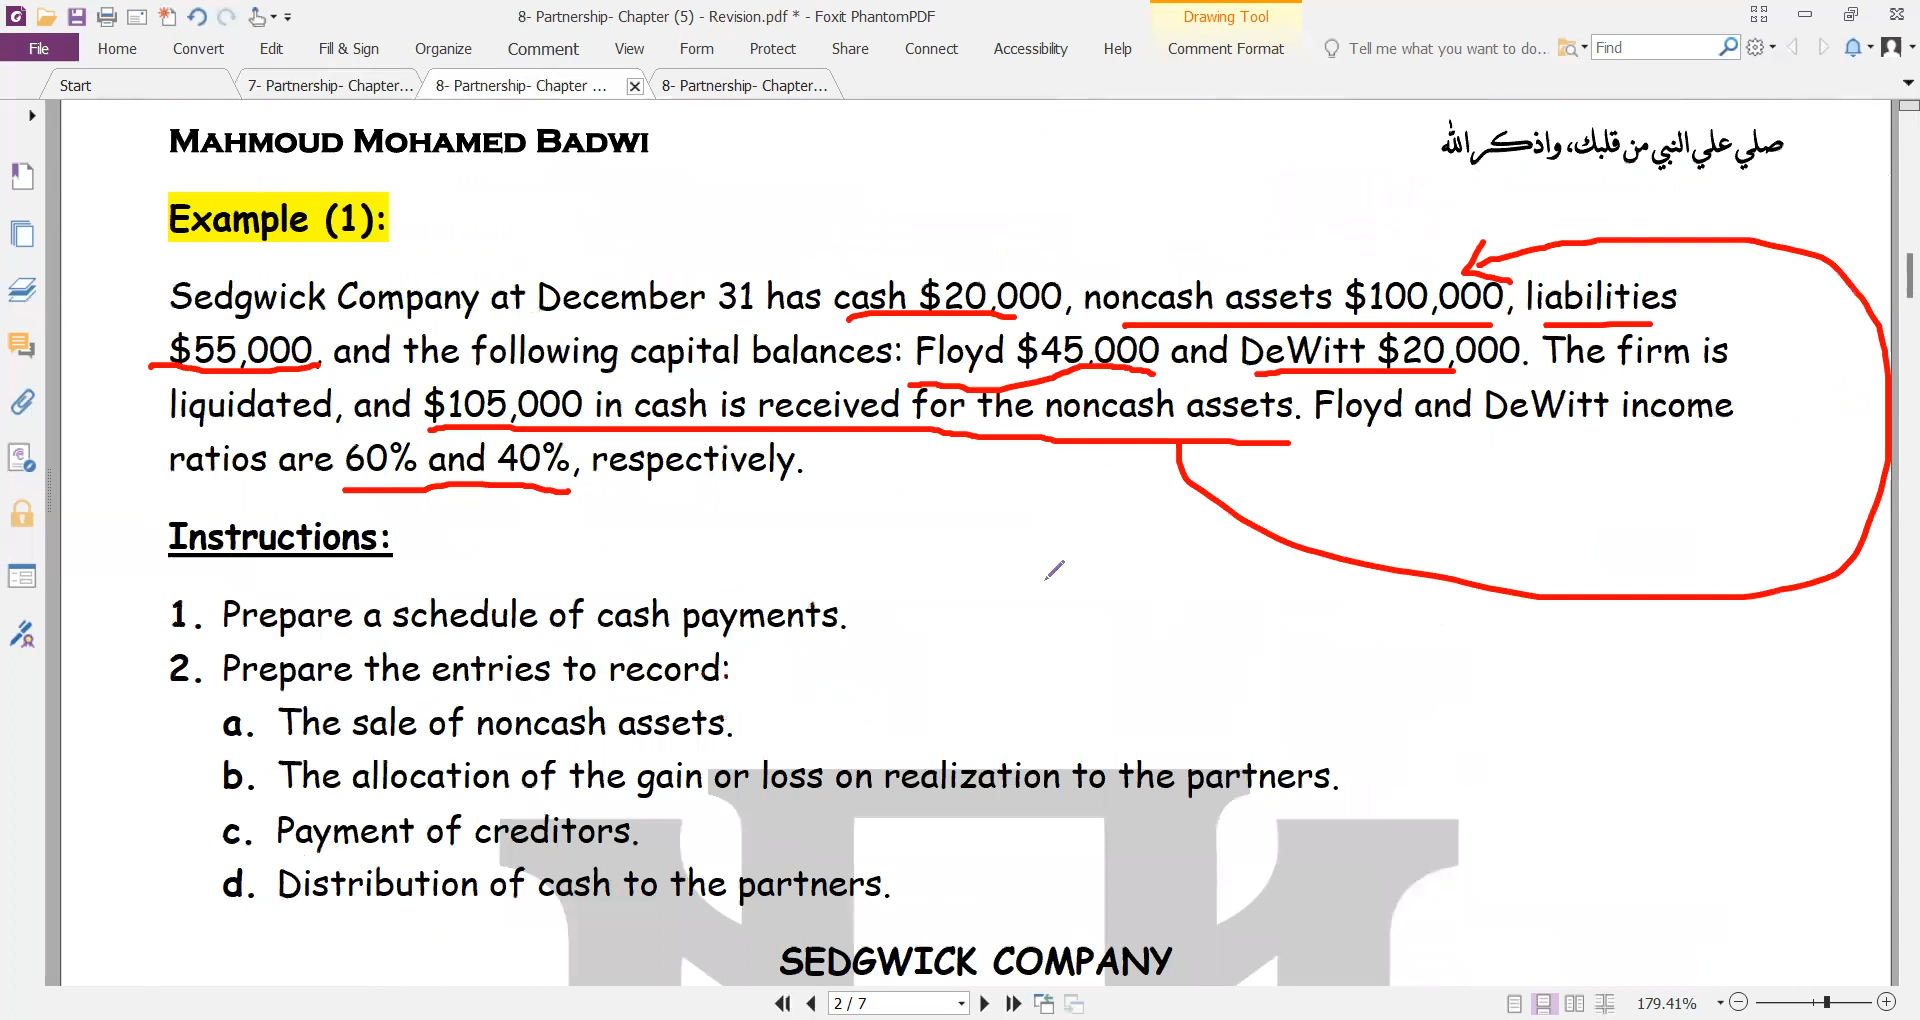 8- Partnership- Chapter (5) - Revision.pdf * - Foxit PhantomPDF
Drawing Tool
File Home Convert Edit Fill & Sign Organize Comment View Form Protect Share Connect Accessibility Help Comment Format Tell me what you want to do... Find
Start 7- Partnership- Chapter... 8- Partnership- Chapter ... 8- Partnership- Chapter...
MAHMOUD MOHAMED BADWI
صلي علي النبي من قلبك، واذكر الله
Example (1):
Sedgwick Company at December 31 has cash $20,000, noncash assets $100,000, liabilities
$55,000, and the following capital balances: Floyd $45,000 and DeWitt $20,000. The firm is
liquidated, and $105,000 in cash is received for the noncash assets. Floyd and DeWitt income
ratios are 60% and 40%, respectively.
Instructions:
1. Prepare a schedule of cash payments.
2. Prepare the entries to record:
a. The sale of noncash assets.
b. The allocation of the gain or loss on realization to the partners.
c. Payment of creditors.
d. Distribution of cash to the partners.
SEDGWICK COMPANY
2 / 7
179.41%